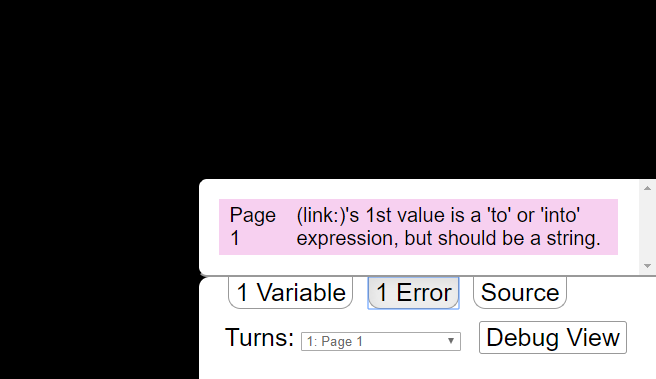 Page (link:)'s 1st value is a 'to' or 'into'
1 expression, but should be a string.
1 Variable 1 Error Source
Turns: 1: Page 1 Debug View